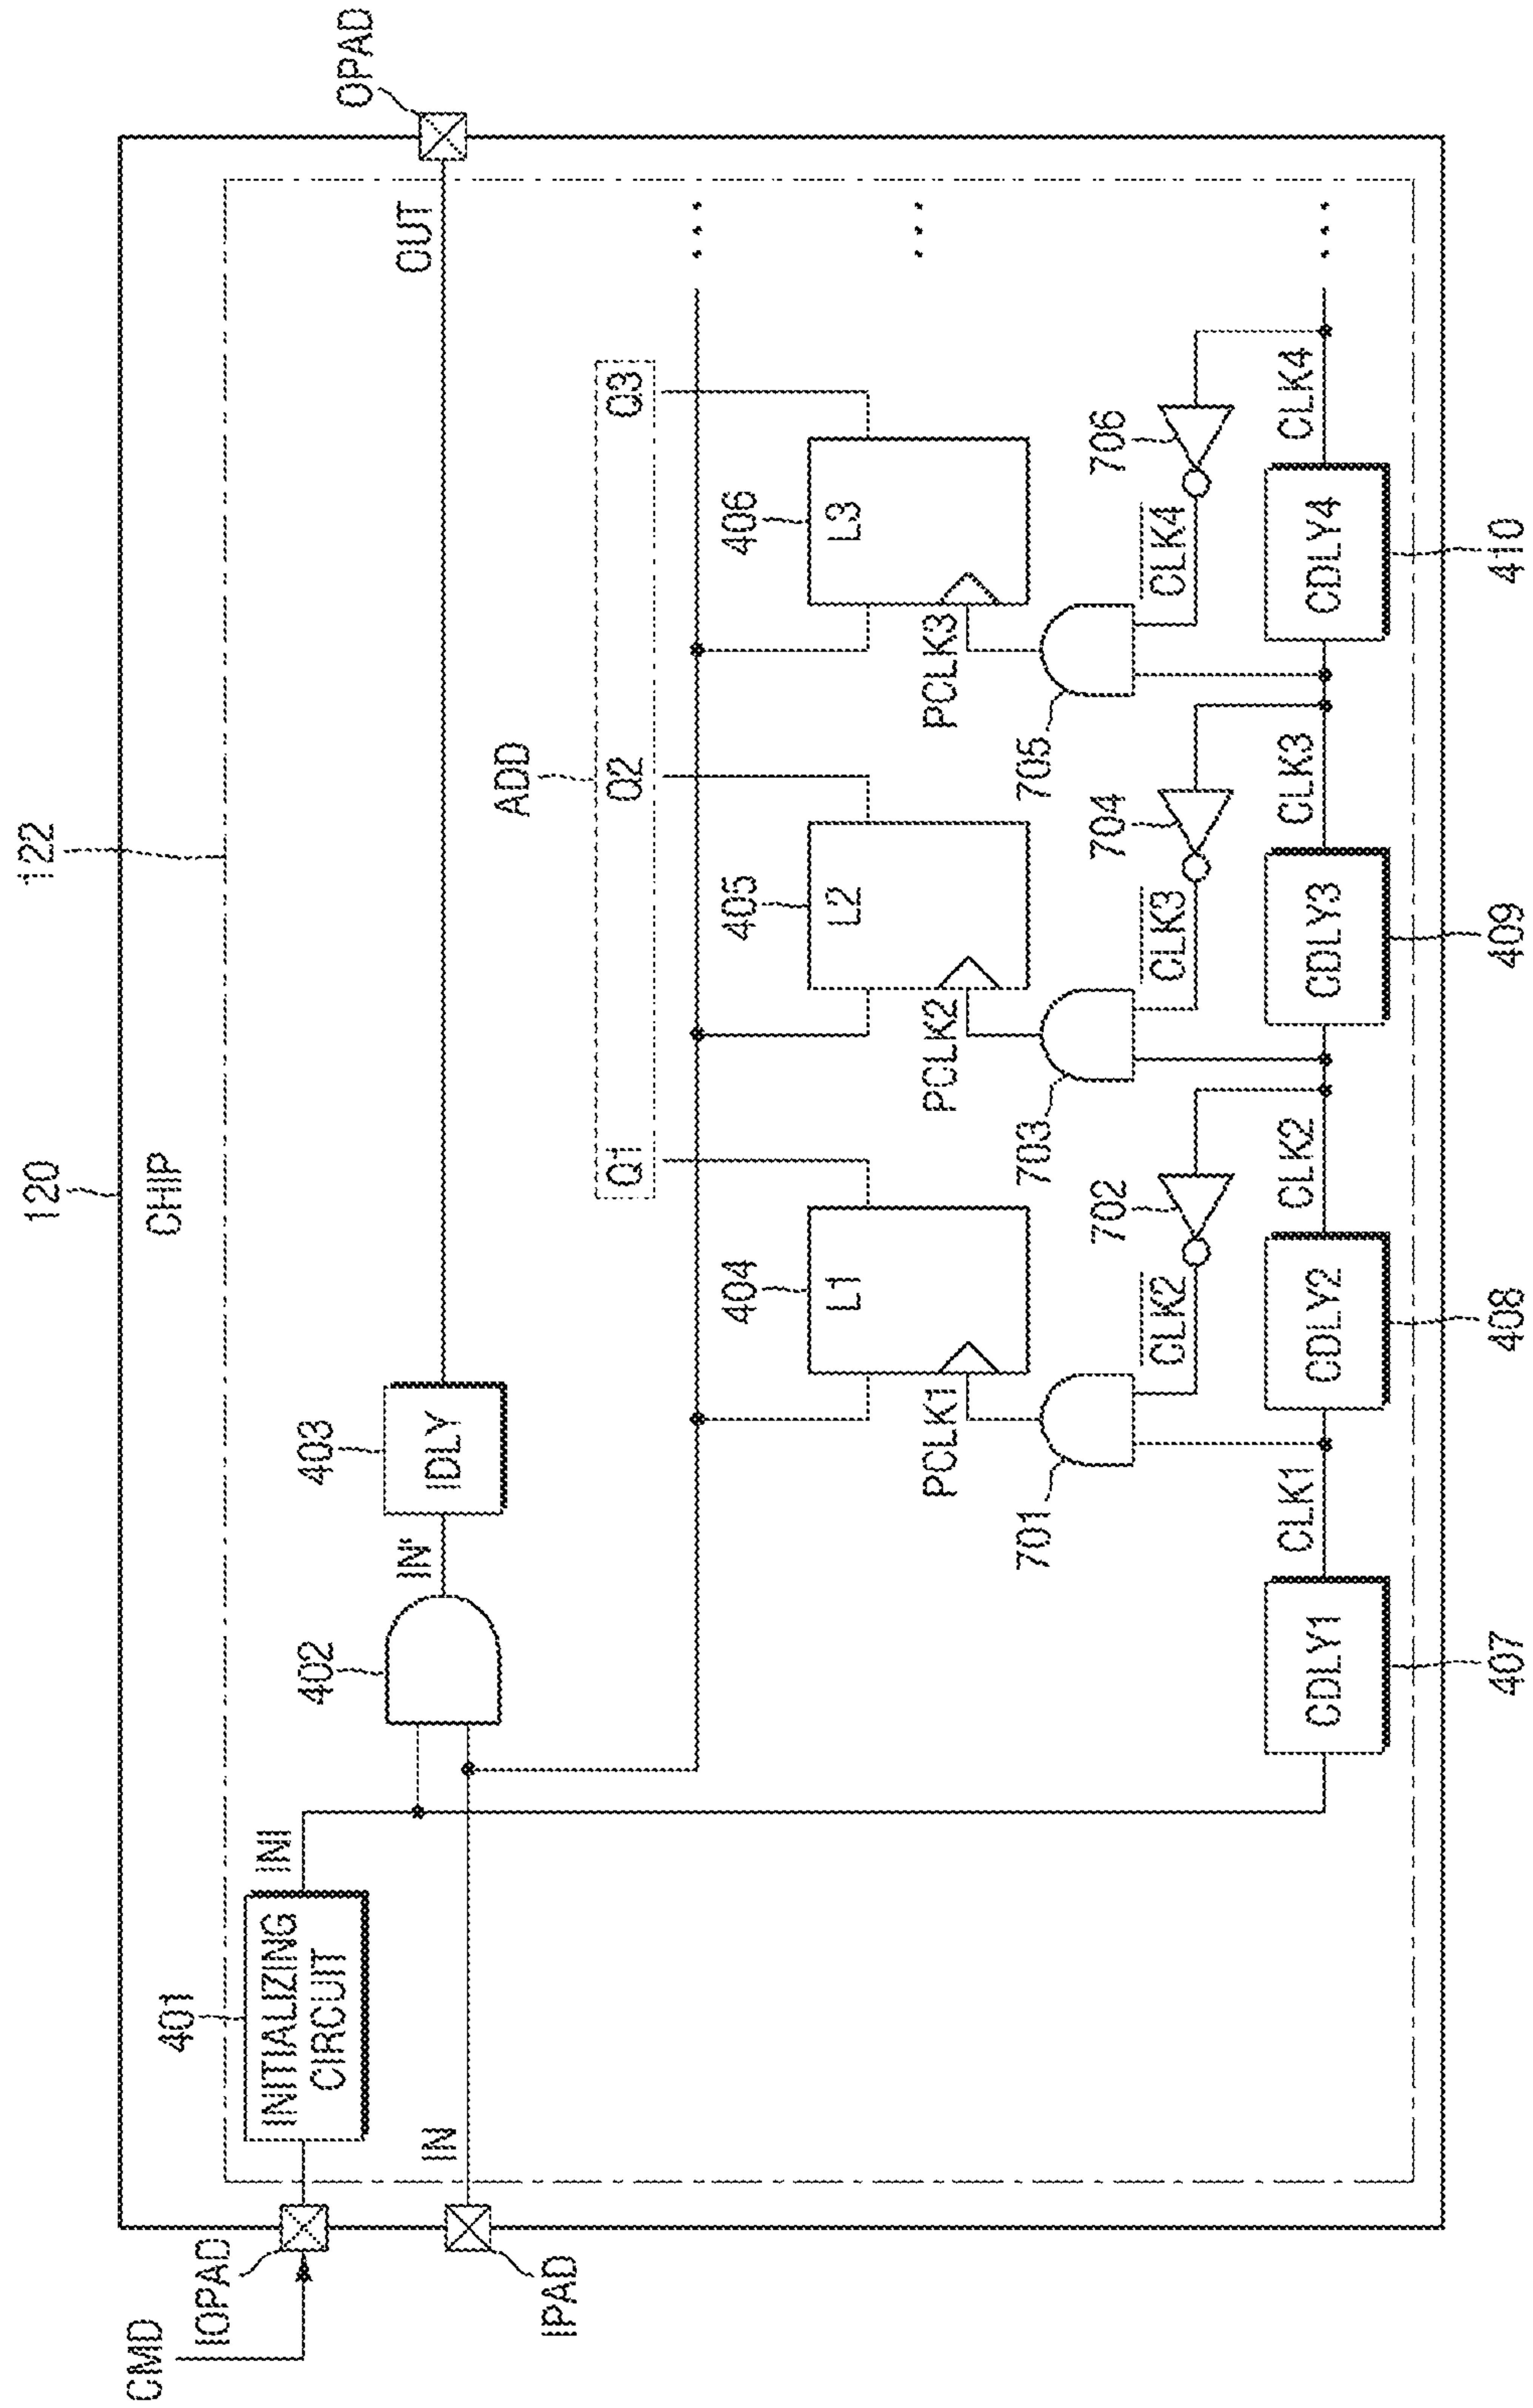 120
122
CHIP
CMD
IOPAD
401
INITIALIZING
CIRCUIT
INI
402
IN'
403
IDLY
OUT
OPAD
IN
IPAD
ADD
Q1
Q2
Q3
404
L1
405
L2
406
L3
PCLK1
PCLK2
PCLK3
701
702
703
704
705
706
CLK2
CLK3
CLK4
CLK1
CLK2
CLK3
CLK4
CDLY1
CDLY2
CDLY3
CDLY4
407
408
409
410